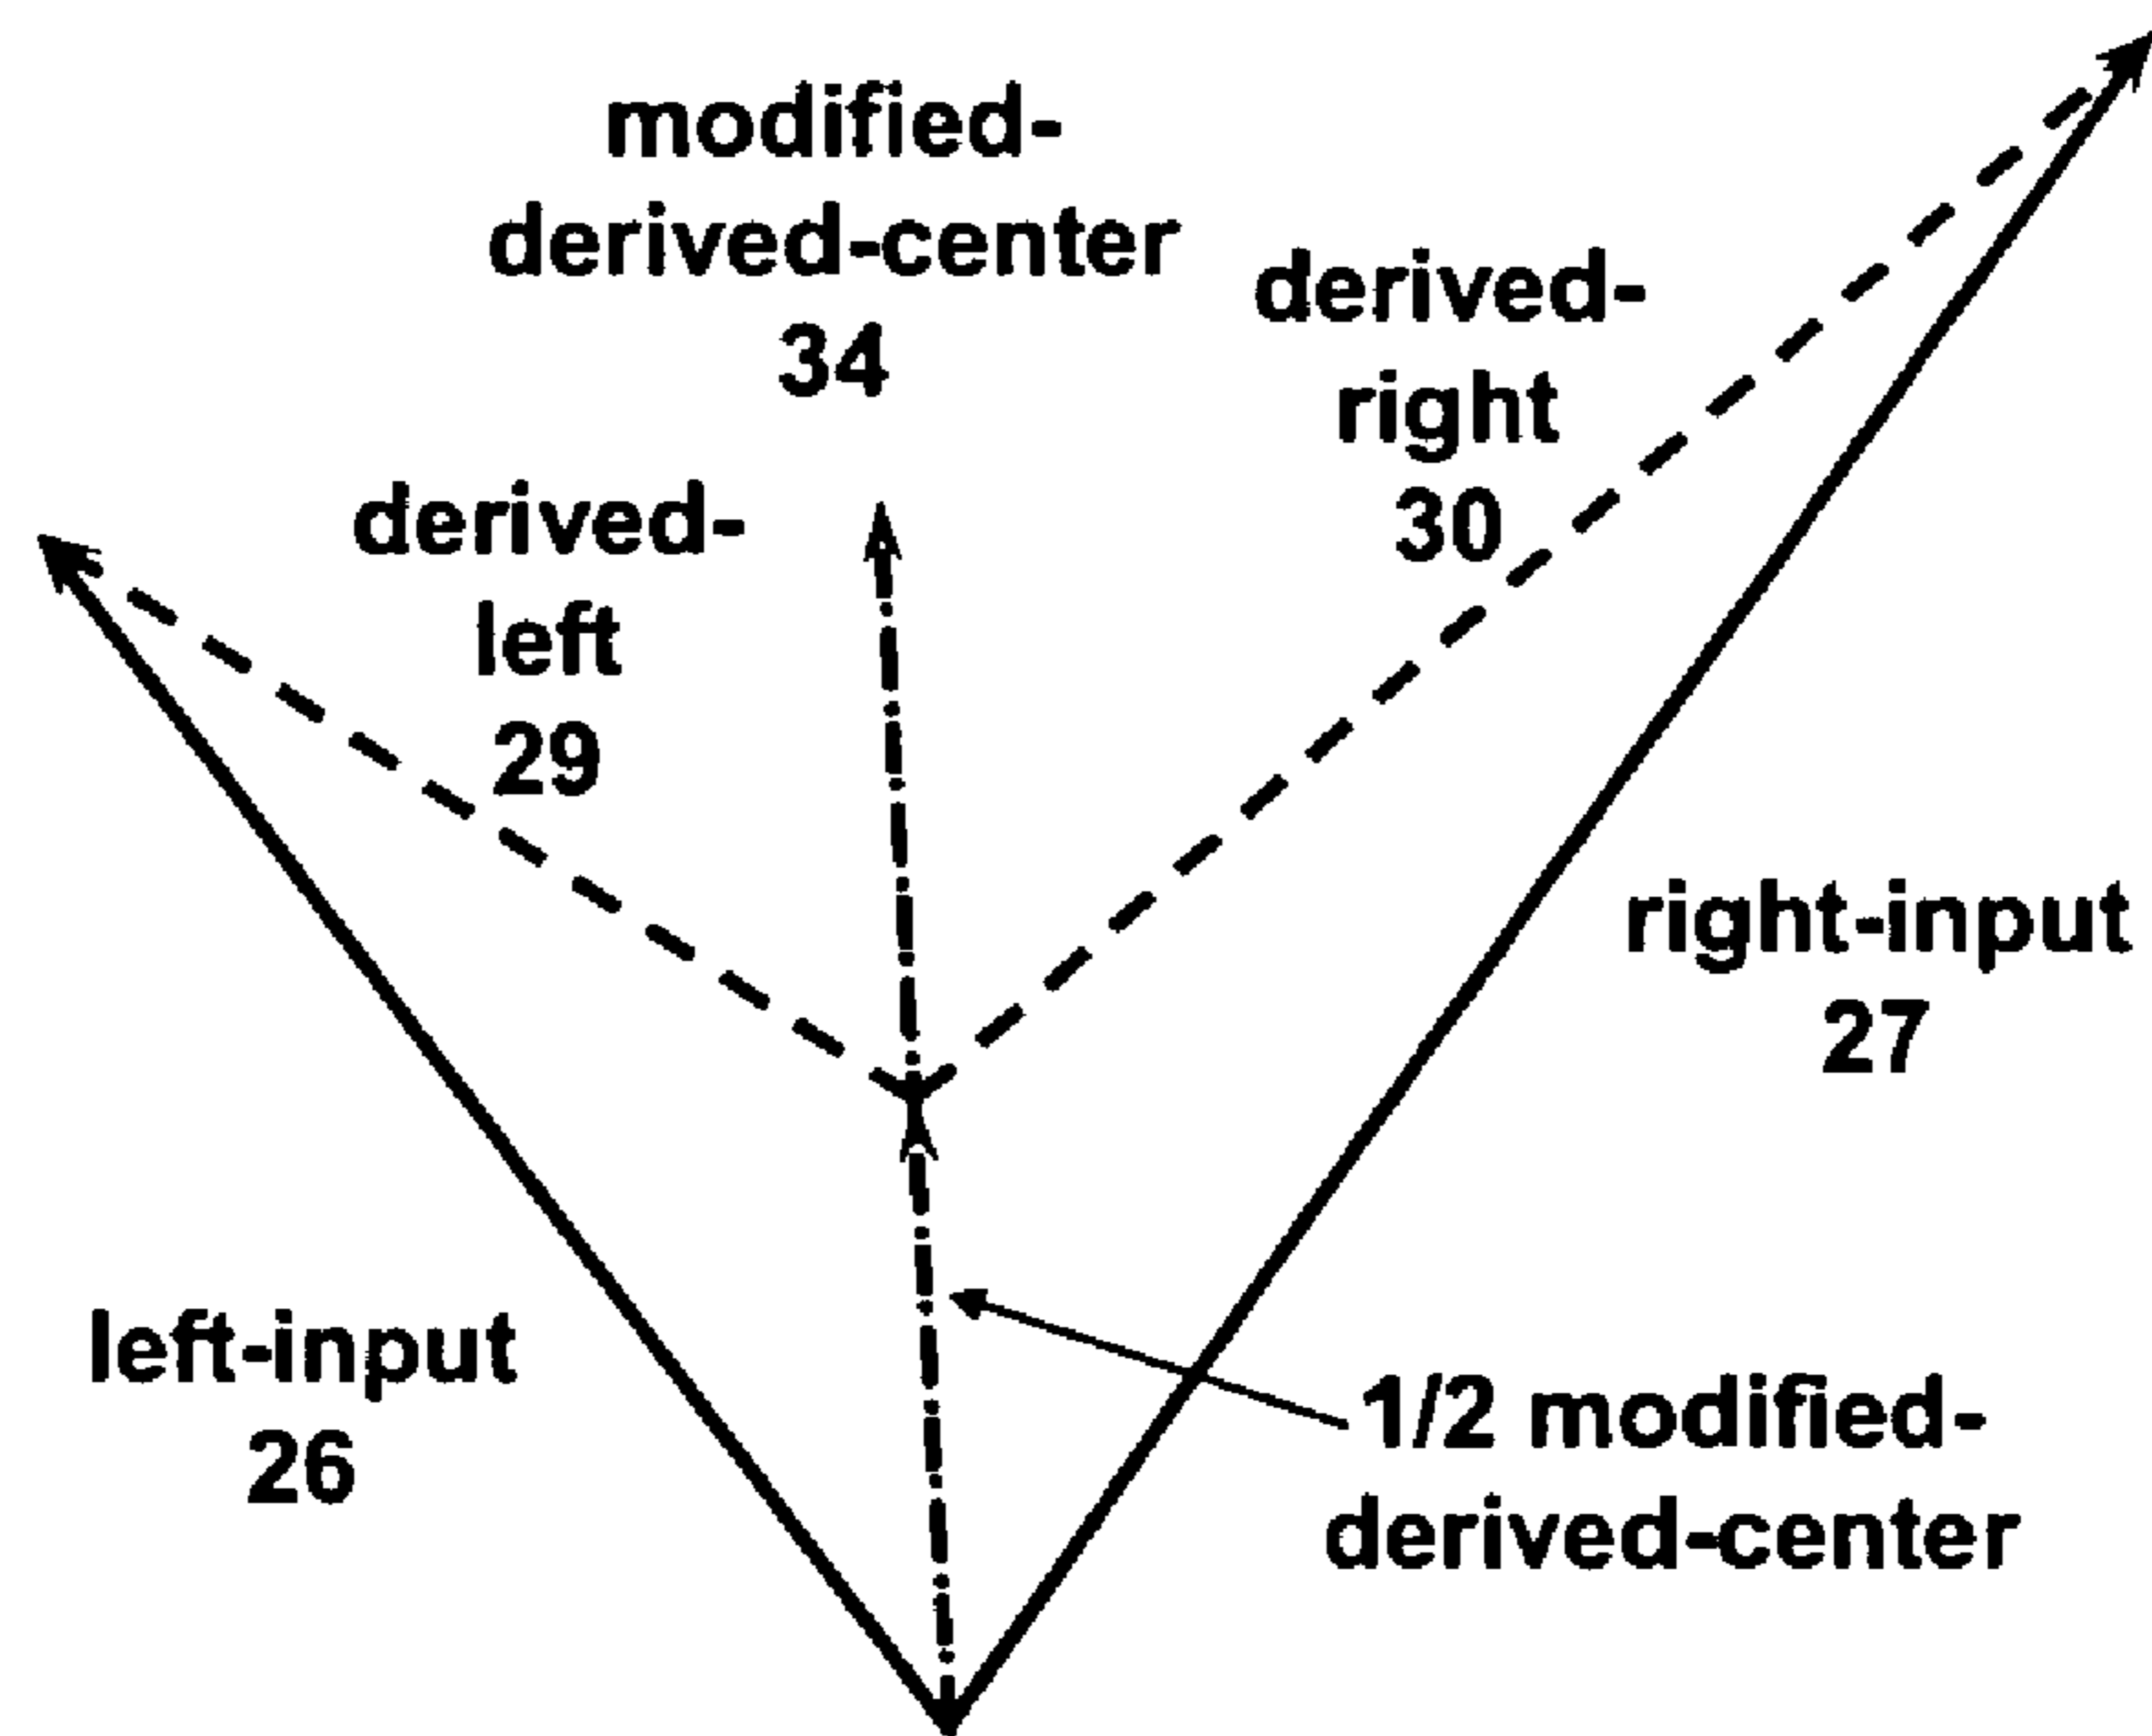 modified-
derived-center
34
derived-
right
30
derived-
left
29
right-input
27
left-input
26
1/2 modified-
derived-center